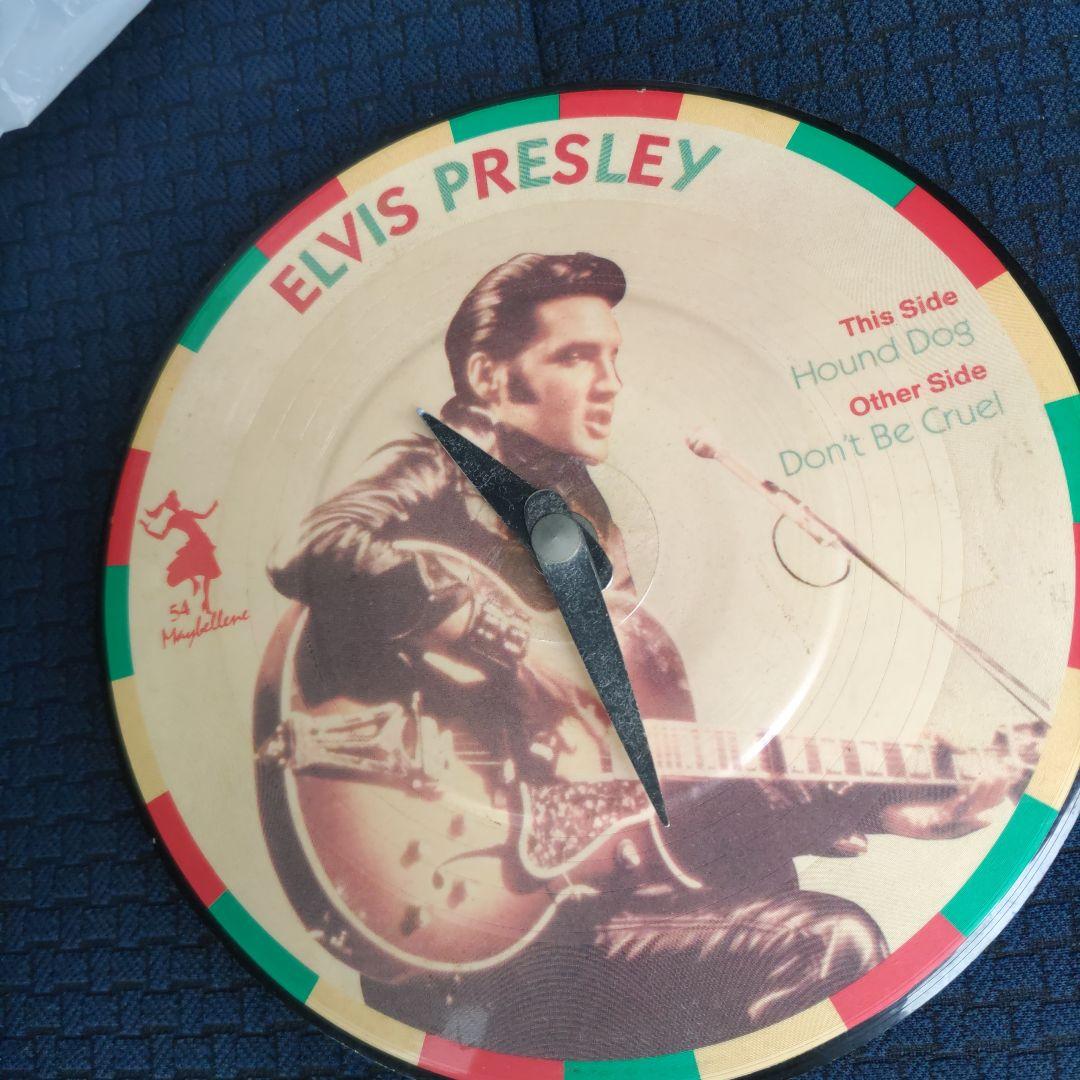 ELVIS PRESLEY
This Side
Hound Dog
Other Side
Don't Be Cruel
54
Maybellene